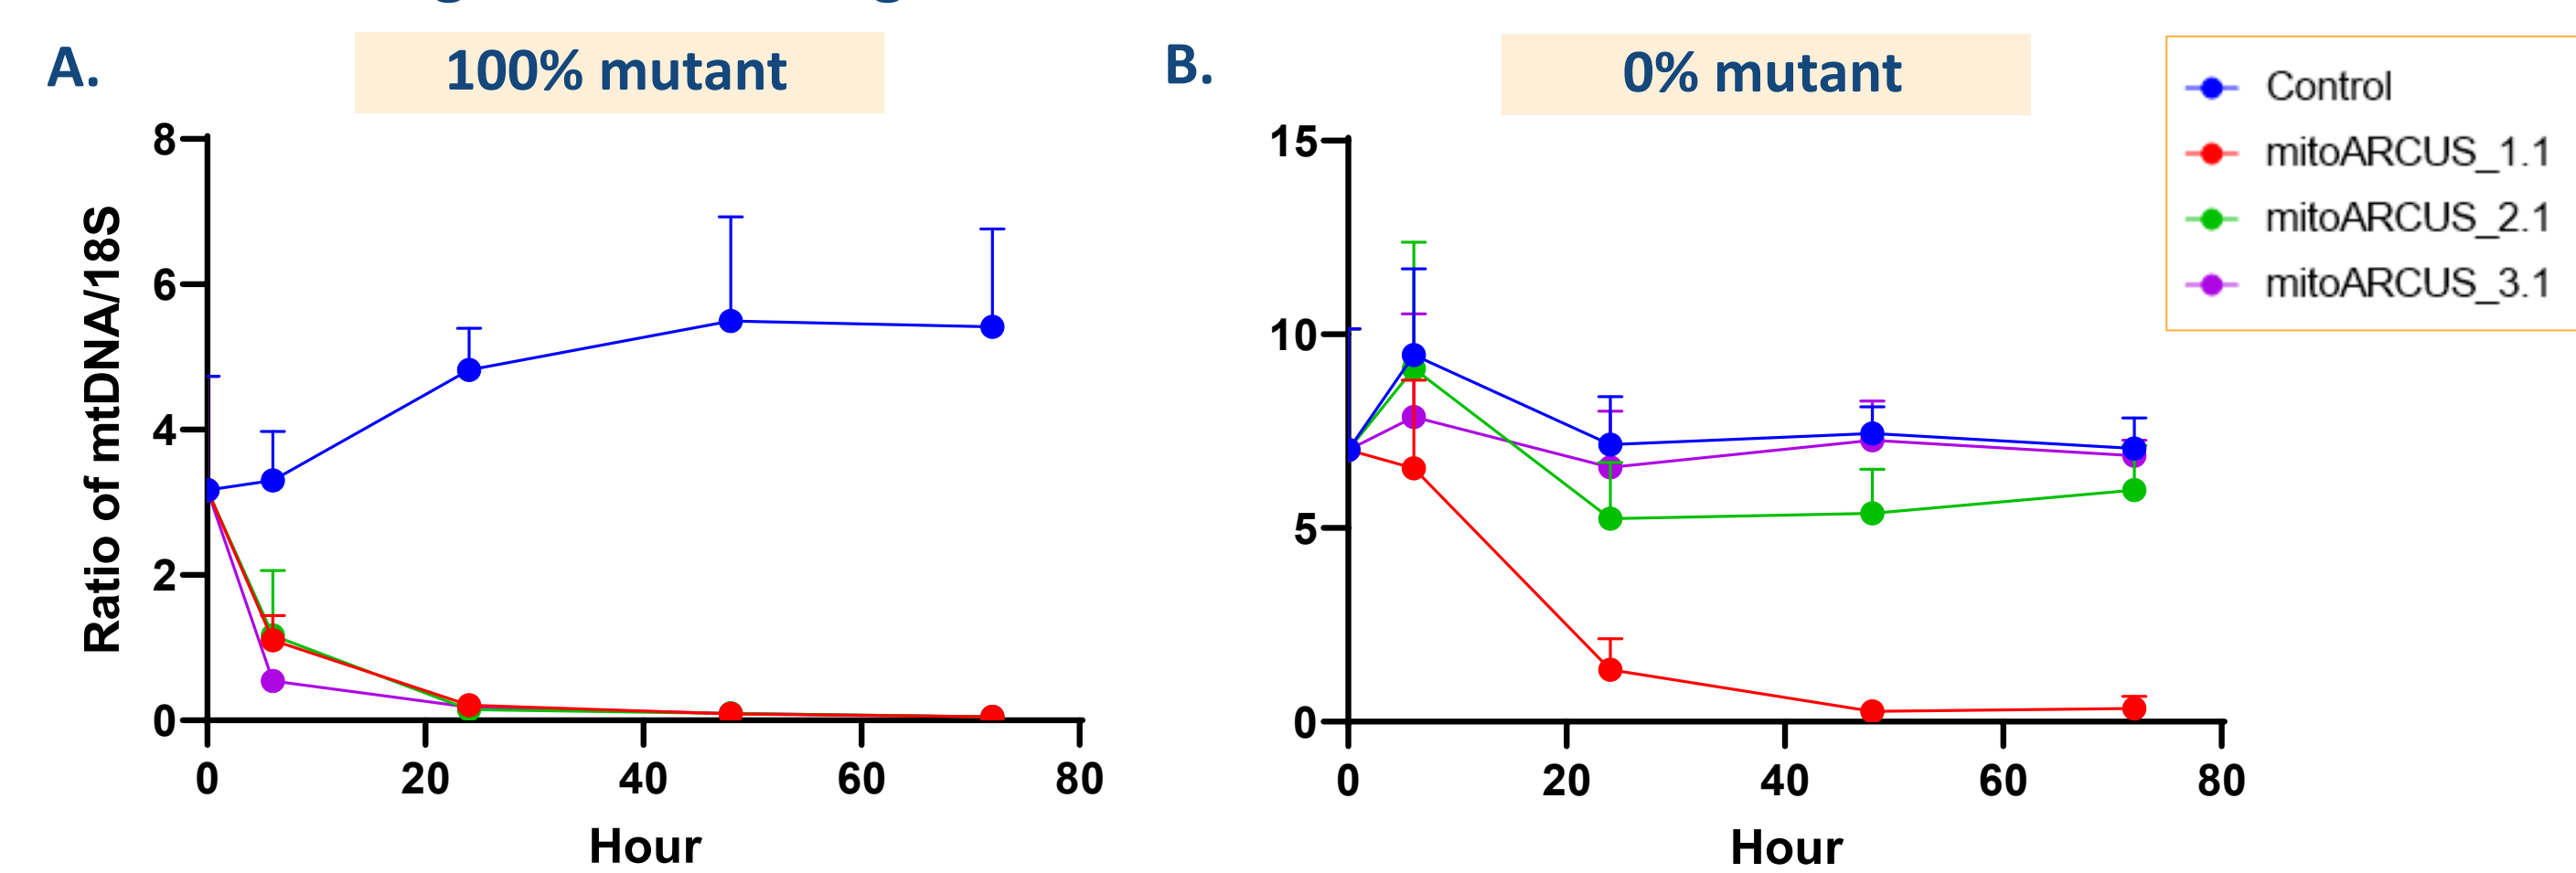 A.
100% mutant
B.
0% mutant
Control
mitoARCUS_1.1
mitoARCUS_2.1
mitoARCUS_3.1
Ratio of mtDNA/18S
8
6
4
2
0
0 20 40 60 80
Hour
15
10
5
0
0 20 40 60 80
Hour